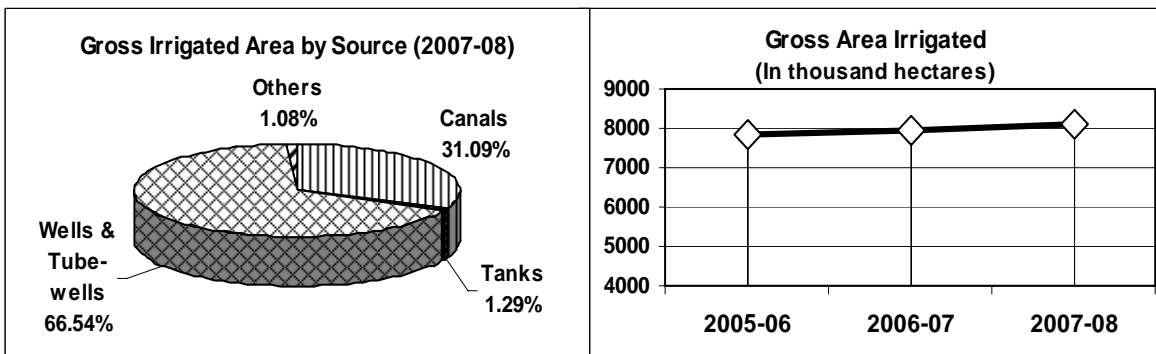 Gross Irrigated Area by Source (2007-08)
Others
1.08%
Canals
31.09%
Wells &
Tube-
wells
66.54%
Tanks
1.29%
Gross Area Irrigated
(In thousand hectares)
9000
8000
7000
6000
5000
4000
2005-06 2006-07 2007-08